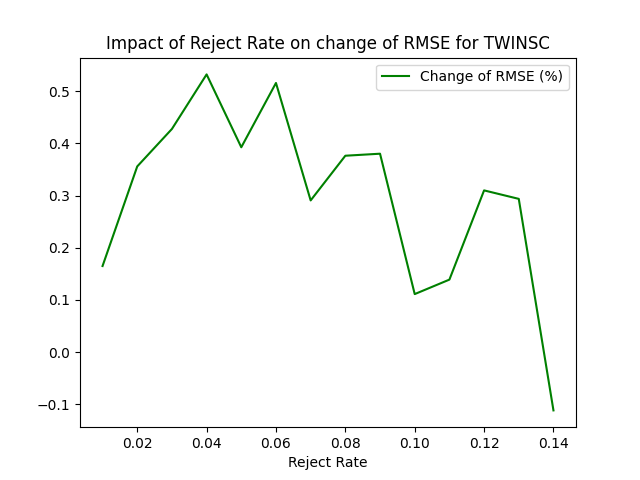 Impact of Reject Rate on change of RMSE for TWINSC
Change of RMSE (%)
0.5
0.4
0.3
0.2
0.1
0.0
−0.1
0.02 0.04 0.06 0.08 0.10 0.12 0.14
Reject Rate